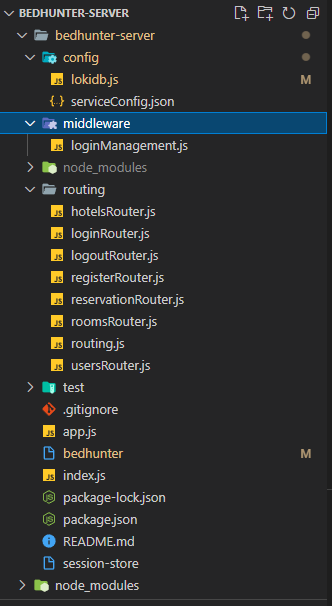 BEDHUNTER-SERVER
bedhunter-server
config
lokidb.js M
serviceConfig.json
middleware
loginManagement.js
node_modules
routing
hotelsRouter.js
loginRouter.js
logoutRouter.js
registerRouter.js
reservationRouter.js
roomsRouter.js
routing.js
usersRouter.js
test
.gitignore
app.js
bedhunter M
index.js
package-lock.json
package.json
README.md
session-store
node_modules